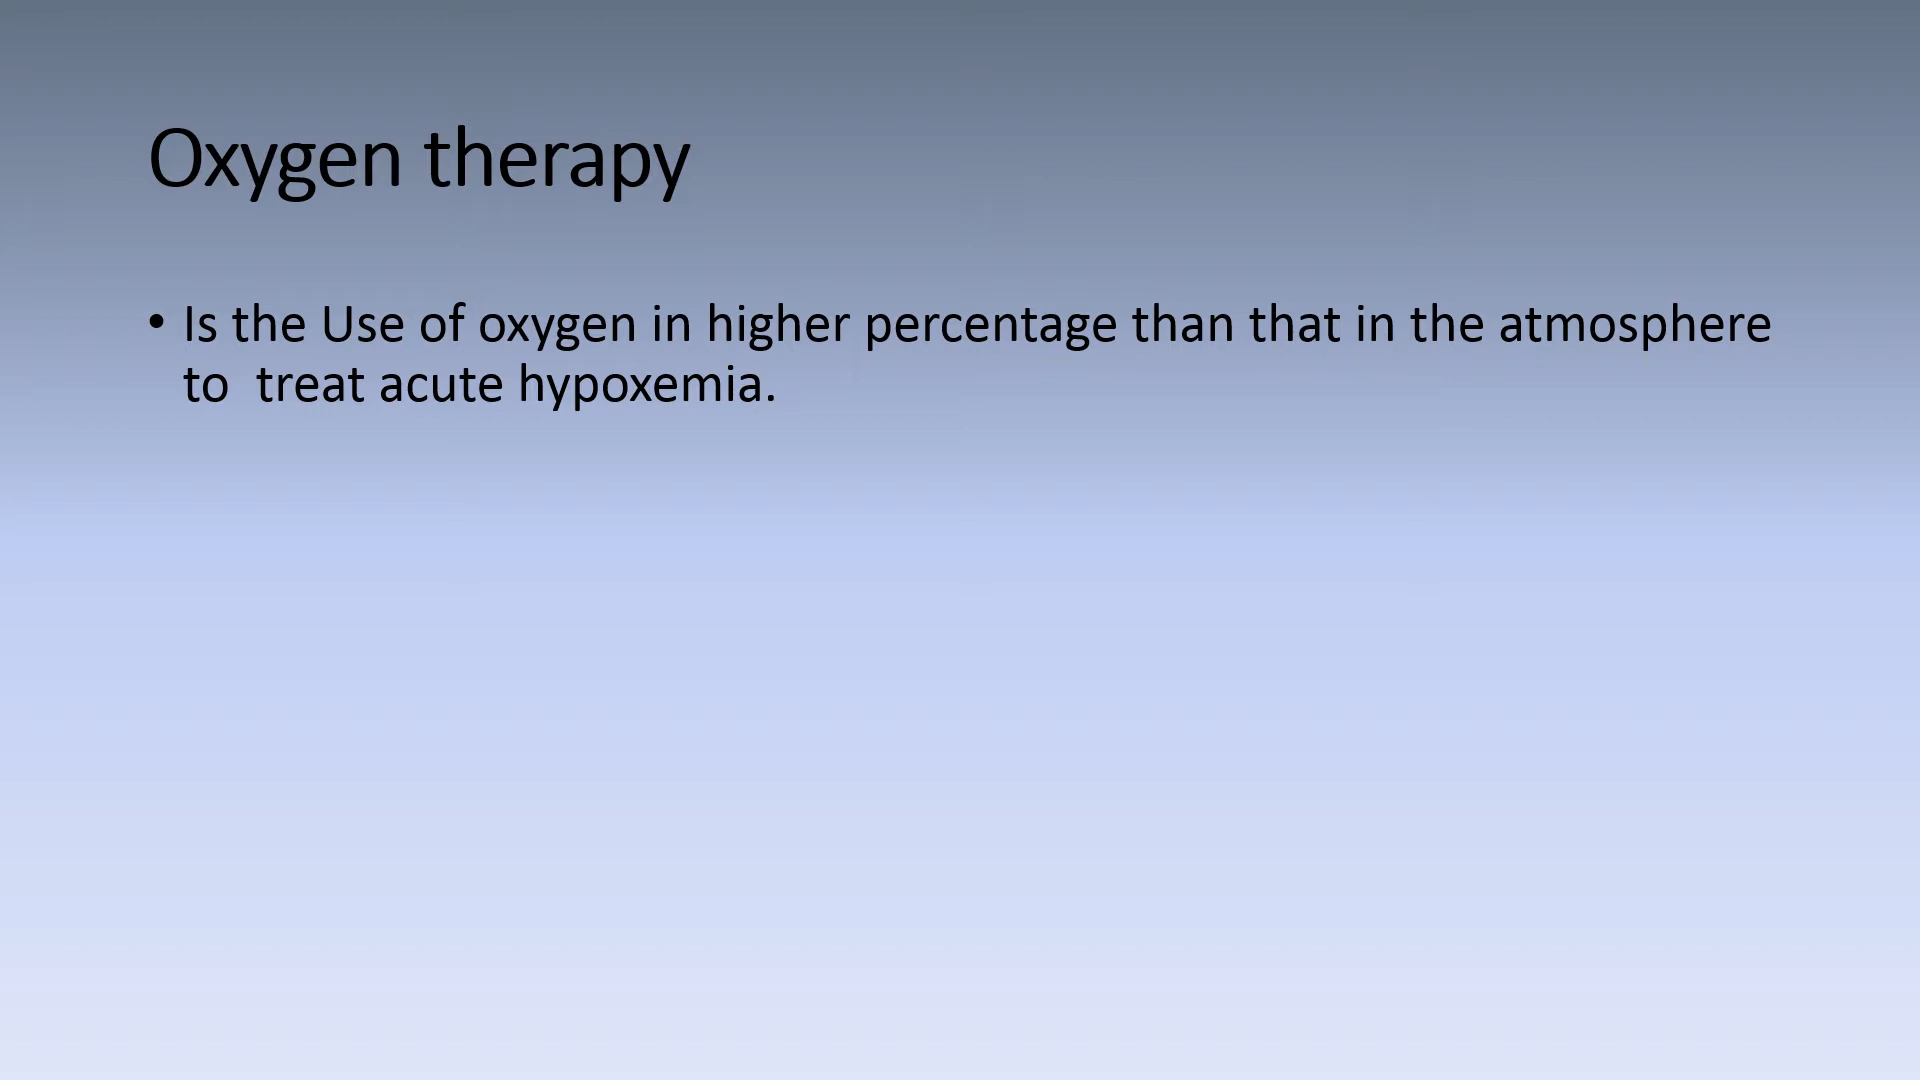 Oxygen therapy
• Is the Use of oxygen in higher percentage than that in the atmosphere
to  treat acute hypoxemia.